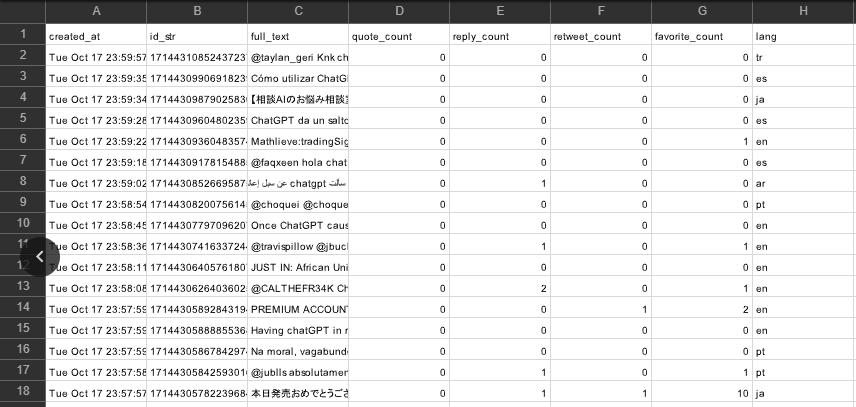 A B C D E F G H
1 created_at id_str full_text quote_count reply_count retweet_count favorite_count lang
2 Tue Oct 17 23:59:57 1714431085243723 @taylan_geri Knk ch 0 0 0 0 tr
3 Tue Oct 17 23:59:35 171443099069182 Cómo utilizar ChatG 0 0 0 0 es
4 Tue Oct 17 23:59:34 171443098790258 【相談AIのお悩み相談 0 0 0 0 ja
5 Tue Oct 17 23:59:28 171443096048023 ChatGPT da un salto 0 0 0 0 es
6 Tue Oct 17 23:59:22 171443093604835 Mathlieve:tradingSig 0 0 0 1 en
7 Tue Oct 17 23:59:18 171443091781548 @faqxeen hola chat 0 0 0 0 es
8 Tue Oct 17 23:59:02 171443085266958 سألت chatgpt عن سيل 0 1 0 0 ar
9 Tue Oct 17 23:58:54 171443082007561 @choquei @choque 0 0 0 0 pt
10 Tue Oct 17 23:58:45 171443077970962 Once ChatGPT caus 0 0 0 0 en
11 Tue Oct 17 23:58:36 171443074163372 @travispillow @jbuc 0 1 0 1 en
12 Tue Oct 17 23:58:11 171443064057618 JUST IN: African Uni 0 0 0 0 en
13 Tue Oct 17 23:58:08 171443062640360 @CALTHEFR34K Ch 0 2 0 1 en
14 Tue Oct 17 23:57:59 171443058928431 PREMIUM ACCOUN 0 0 1 2 en
15 Tue Oct 17 23:57:59 171443058888553 Having chatGPT in 0 0 0 0 en
16 Tue Oct 17 23:57:59 171443058678429 Na moral, vagabund 0 0 0 0 pt
17 Tue Oct 17 23:57:58 171443058425930 @jublls absolutamen 0 1 0 1 pt
18 Tue Oct 17 23:57:57 171443057822396 本日発売おめでとうござ 0 1 1 10 ja